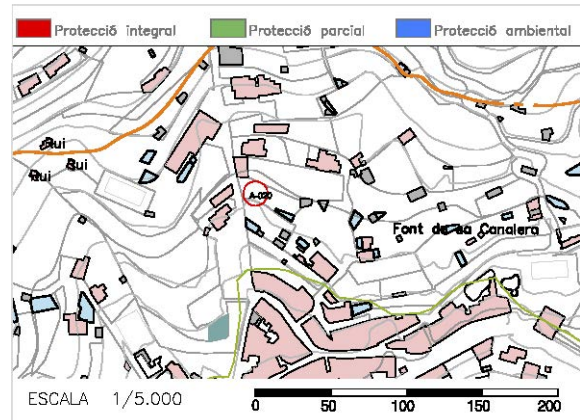 Protecció integral Protecció parcial Protecció ambiental
Rui
Rui
Rui
A-020
Font de sa Canalera
ESCALA 1/5.000
0 50 100 150 200